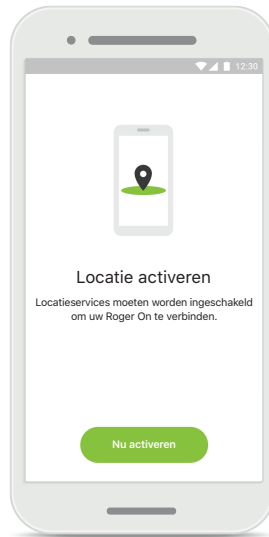 12:30
Locatie activeren
Locatieservices moeten worden ingeschakeld
om uw Roger On te verbinden.
Nu activeren